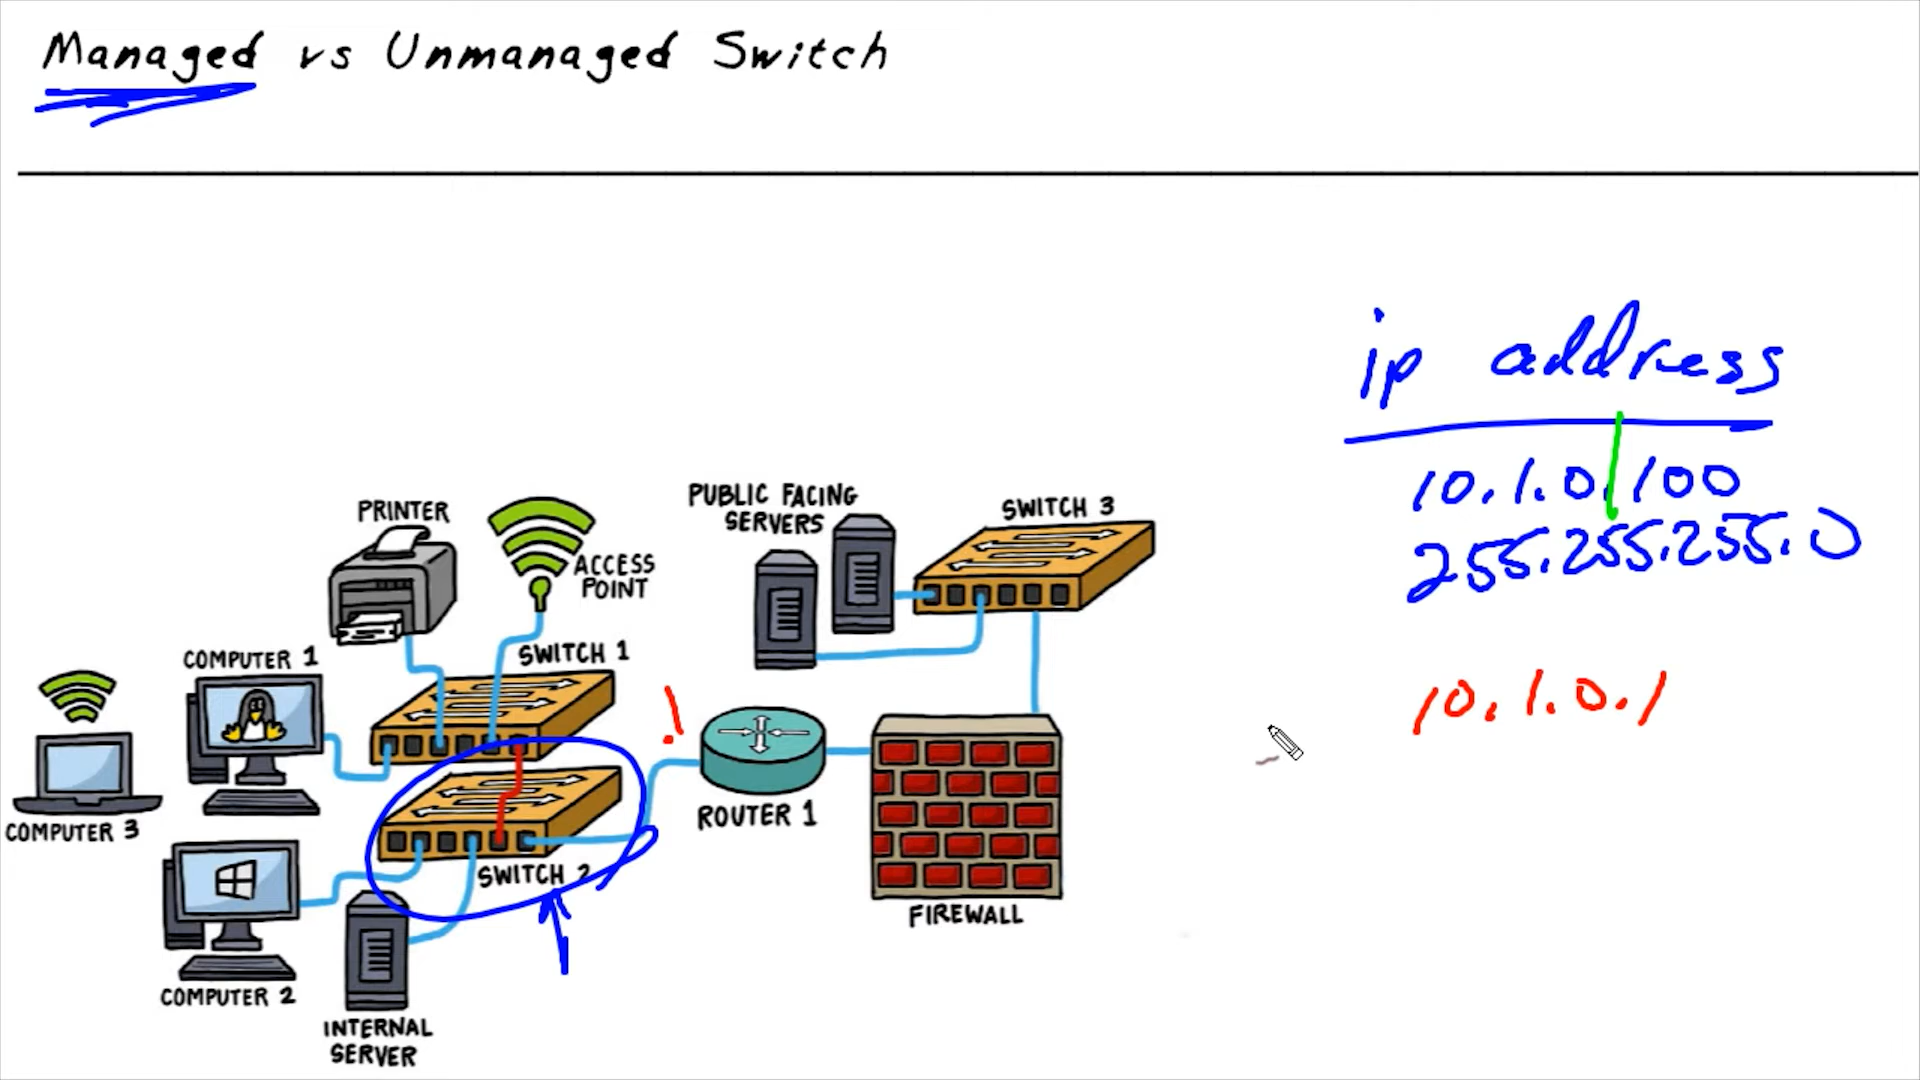 Managed vs Unmanaged Switch
ip address
10.1.0.100
255.255.255.0
10.1.0.1
PRINTER
ACCESS
POINT
PUBLIC FACING
SERVERS
SWITCH 3
COMPUTER 1
SWITCH 1
!
COMPUTER 3
ROUTER 1
SWITCH 2
FIREWALL
COMPUTER 2
INTERNAL
SERVER